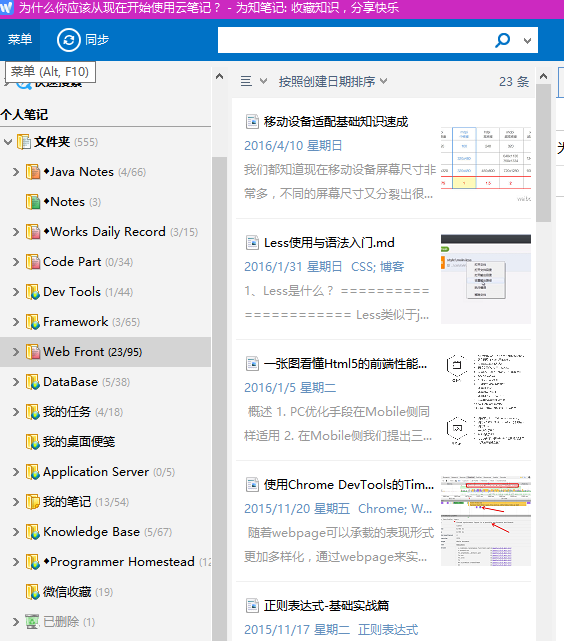 为什么你应该从现在开始使用云笔记？ - 为知笔记: 收藏知识，分享快乐
菜单
同步
菜单 (Alt, F10)
快速搜索
按照创建日期排序
23 条
个人笔记
文件夹 (555)
◆Java Notes (4/66)
◆Notes (3)
◆Works Daily Record (3/15)
Code Part (0/34)
Dev Tools (1/44)
Framework (3/65)
Web Front (23/95)
DataBase (5/38)
我的任务 (4/18)
我的桌面便笔
Application Server (0/5)
我的笔记 (13/54)
Knowledge Base (5/67)
◆Programmer Homestead (12
微信收藏 (19)
已删除 (1)
移动设备适配基础知识速成
2016/4/10 星期日
我们都知道现在移动设备屏幕尺寸非
常多，不同的屏幕尺寸又分裂出很...
Less使用与语法入门.md
2016/1/31 星期日 CSS; 博客
1、Less是什么？ ==========
============ Less类似于j...
一张图看懂Html5的前端性能...
2016/1/5 星期二
概述 1. PC优化手段在Mobile侧同
样适用 2. 在Mobile侧我们提出三...
使用Chrome DevTools的Tim...
2015/11/20 星期五 Chrome; W...
随着webpage可以承载的表现形式
更加多样化，通过webpage来实...
正则表达式-基础实战篇
2015/11/17 星期二 正则表达式